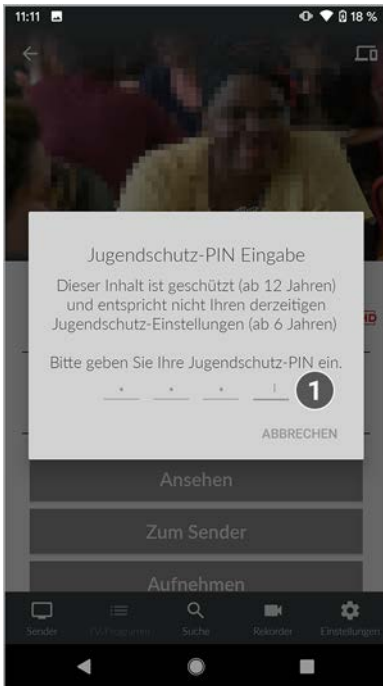 11:11 18 %
Jugendschutz-PIN Eingabe
Dieser Inhalt ist geschützt (ab 12 Jahren)
und entspricht nicht Ihren derzeitigen
Jugendschutz-Einstellungen (ab 6 Jahren)
HD
Bitte geben Sie Ihre Jugendschutz-PIN ein.
1
ABBRECHEN
Ansehen
Zum Sender
Aufnehmen
Sender TV-Programm Suche Rekorder Einstellungen